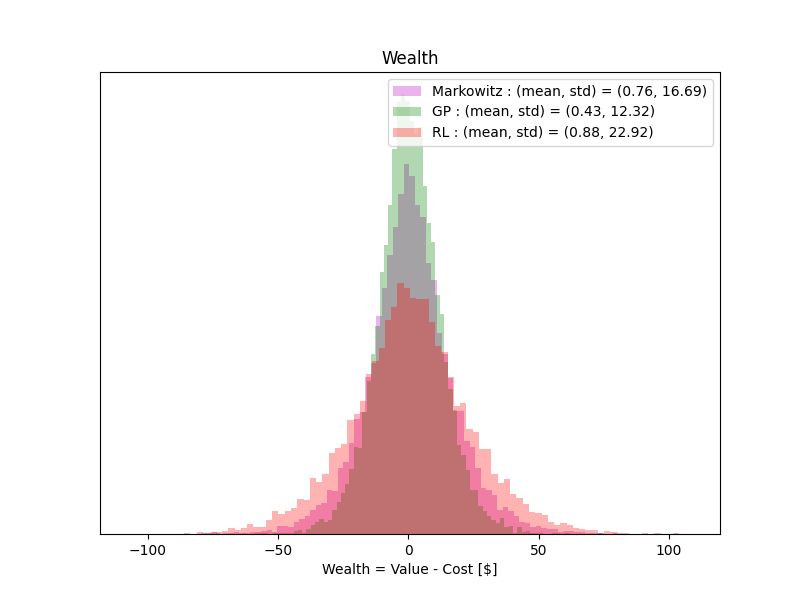 Wealth
Markowitz : (mean, std) = (0.76, 16.69)
GP : (mean, std) = (0.43, 12.32)
RL : (mean, std) = (0.88, 22.92)
−100 −50 0 50 100
Wealth = Value - Cost [$]